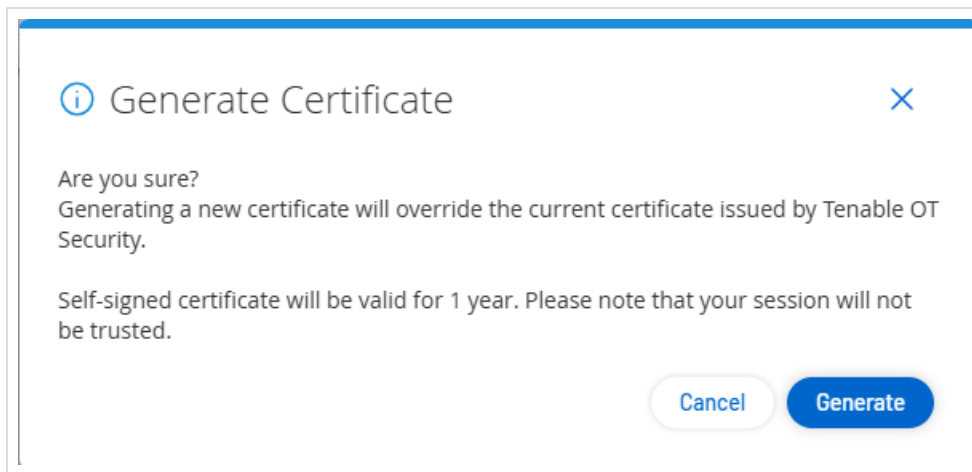 Generate Certificate
Are you sure?
Generating a new certificate will override the current certificate issued by Tenable OT
Security.
Self-signed certificate will be valid for 1 year. Please note that your session will not
be trusted.
Cancel
Generate